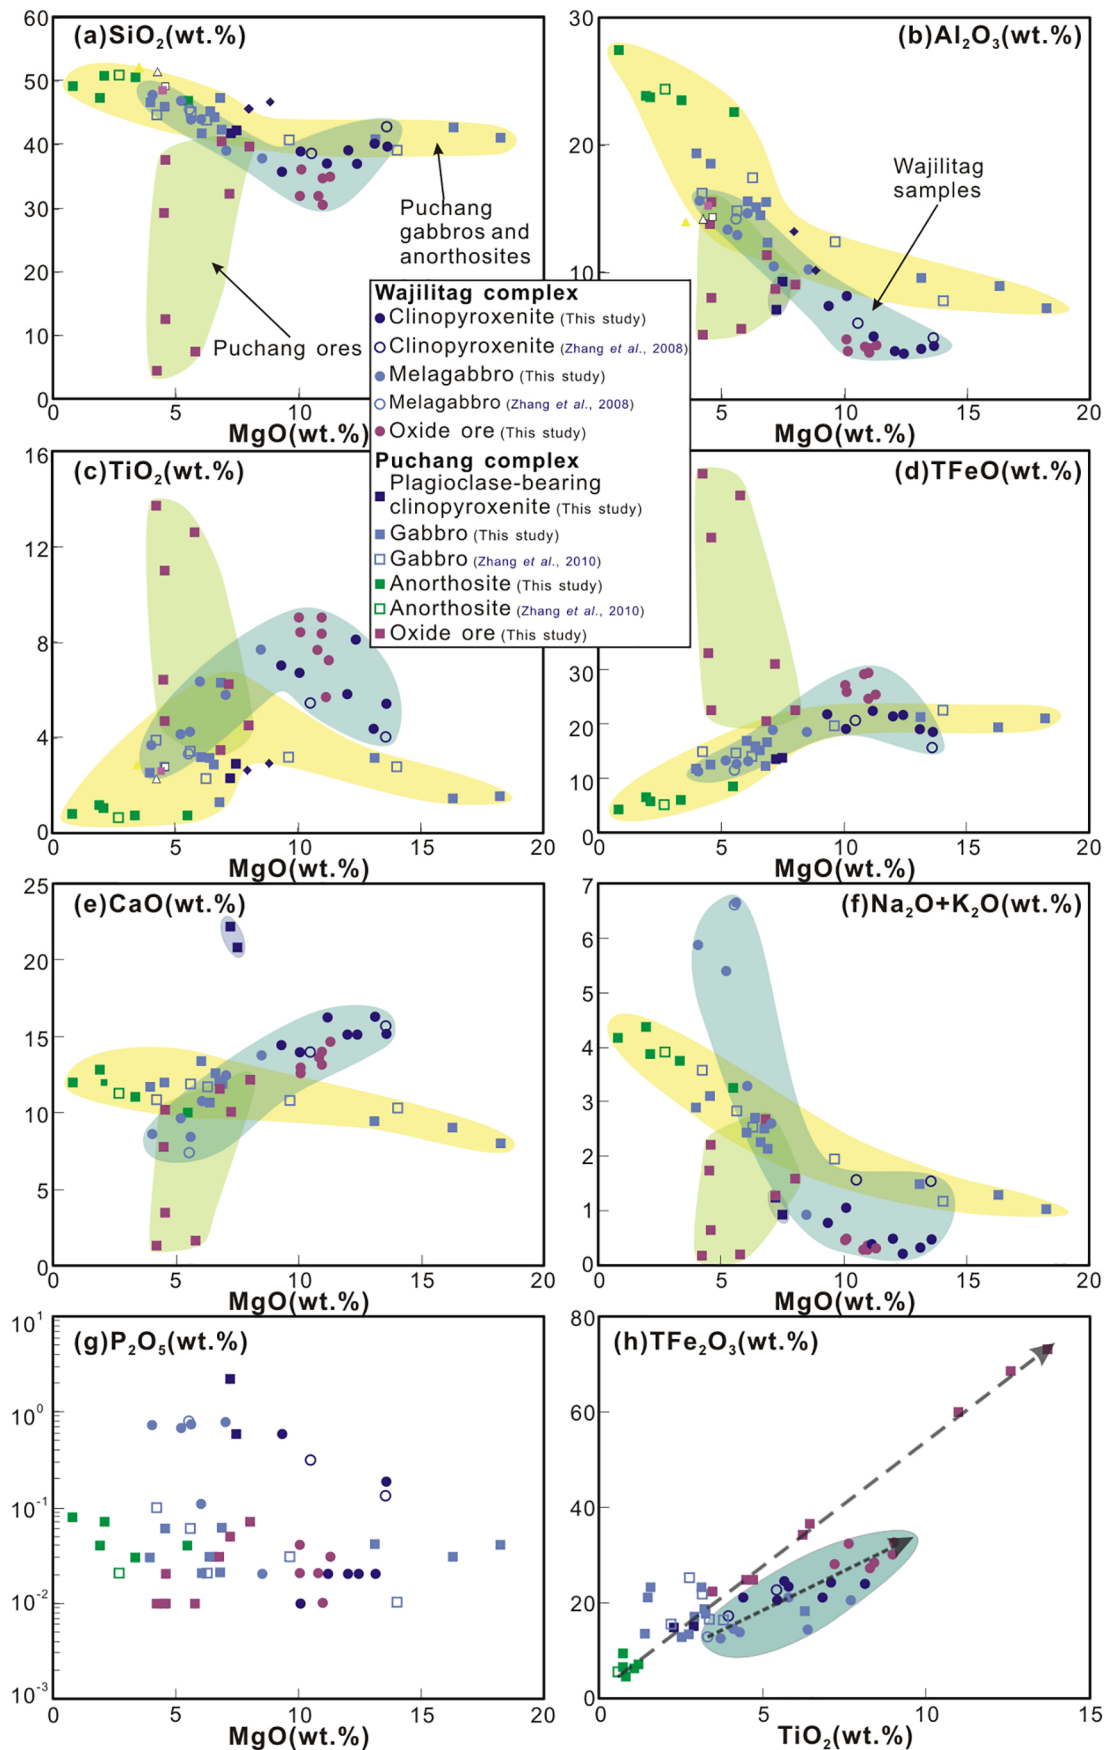 (a)SiO₂(wt.%)
60
50
40
30
20
10
0
0
5
10
MgO(wt.%)
Puchang
gabbros and
anorthosites
Puchang ores
(b)Al₂O₃(wt.%)
30
20
10
5
10
15
20
MgO(wt.%)
Wajilitag
samples
Wajilitag complex
Clinopyroxenite (This study)
Clinopyroxenite (Zhang et al., 2008)
Melagabbro (This study)
Melagabbro (Zhang et al., 2008)
Oxide ore (This study)
Puchang complex
Plagioclase-bearing
clinopyroxenite (This study)
Gabbro (This study)
Gabbro (Zhang et al., 2010)
Anorthosite (This study)
Anorthosite (Zhang et al., 2010)
Oxide ore (This study)
(c)TiO₂(wt.%)
16
12
8
4
0
5
10
15
20
MgO(wt.%)
(d)TFeO(wt.%)
30
20
10
0
0
5
10
15
20
MgO(wt.%)
(e)CaO(wt.%)
25
20
15
10
5
0
0
5
10
15
20
MgO(wt.%)
(f)Na₂O+K₂O(wt.%)
7
6
5
4
3
2
1
0
0
5
10
15
20
MgO(wt.%)
(g)P₂O₅(wt.%)
10¹
10⁰
10⁻¹
10⁻²
10⁻³
0
5
10
15
20
MgO(wt.%)
(h)TFe₂O₃(wt.%)
80
60
40
20
0
0
5
10
15
TiO₂(wt.%)